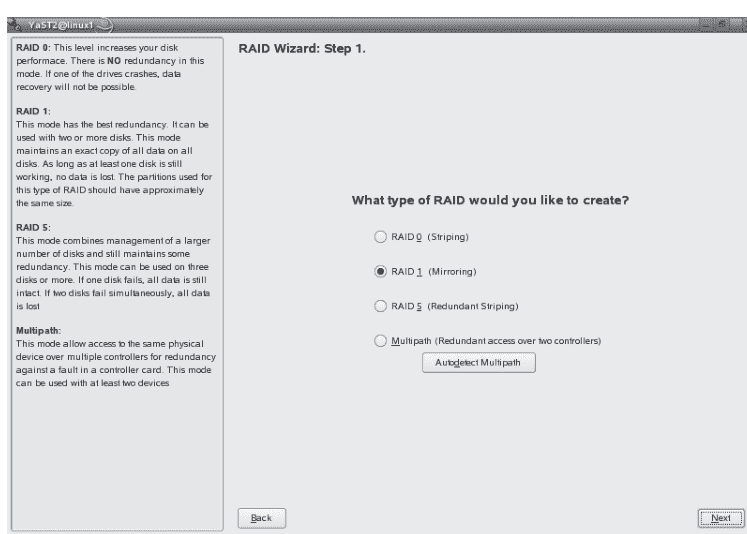 YaST2@linux1
RAID 0: This level increases your disk
performace. There is NO redundancy in this
mode. If one of the drives crashes, data
recovery will not be possible.
RAID 1:
This mode has the best redundancy. It can be
used with two or more disks. This mode
maintains an exact copy of all data on all
disks. As long as at least one disk is still
working, no data is lost. The partitions used for
this type of RAID should have approximately
the same size.
RAID 5:
This mode combines management of a larger
number of disks and still maintains some
redundancy. This mode can be used on three
disks or more. If one disk fails, all data is still
intact. If two disks fail simultaneously, all data
is lost
Multipath:
This mode allow access to the same physical
device over multiple controllers for redundancy
against a fault in a controller card. This mode
can be used with at least two devices
RAID Wizard: Step 1.
What type of RAID would you like to create?
RAID 0 (Striping)
RAID 1 (Mirroring)
RAID 5 (Redundant Striping)
Multipath (Redundant access over two controllers)
Autodetect Multipath
Back
Next